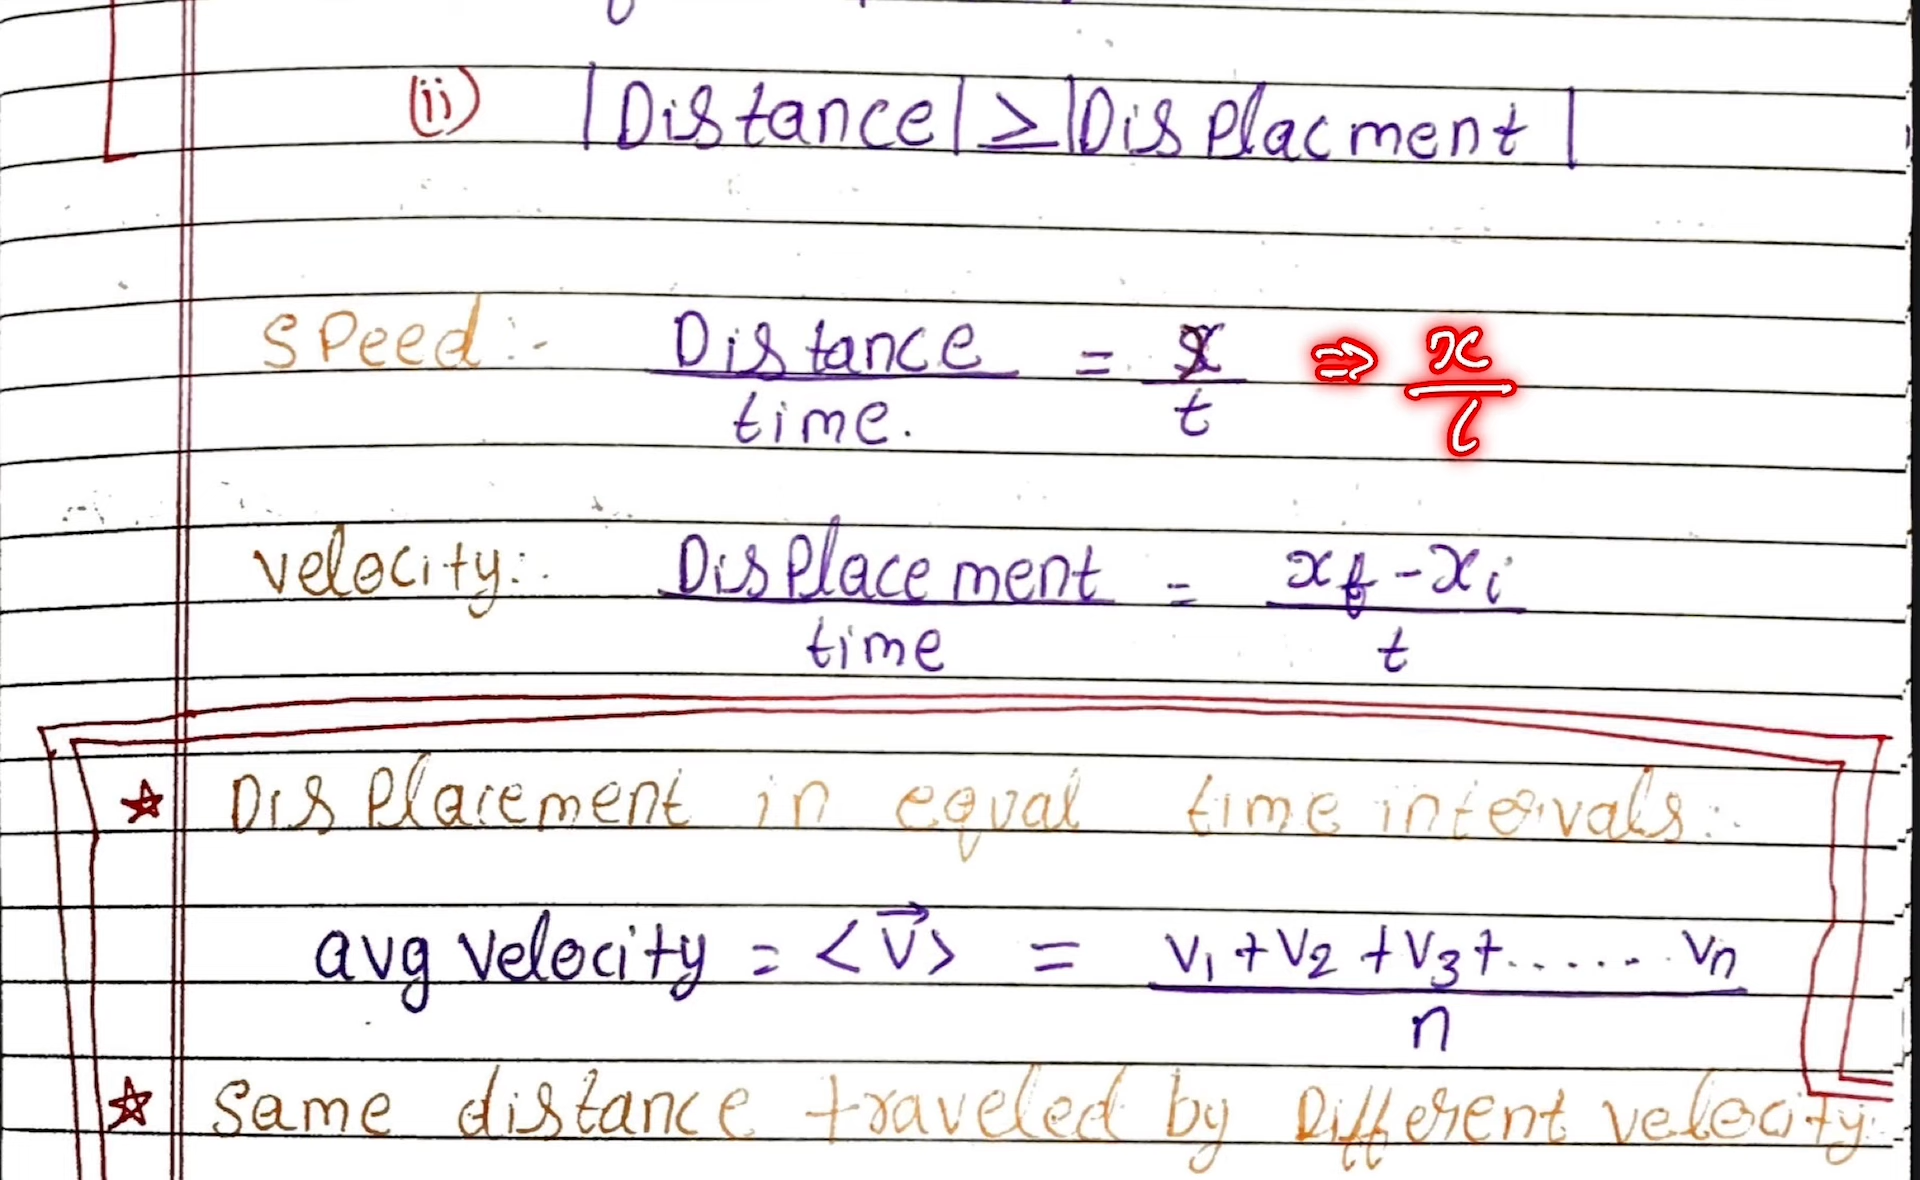 (ii) |Distance| ≥ |Displacment|
Speed:- Distance/time. = x/t ⇒ x/t
velocity:. Displacement/time = xf - xi/t
☆ Displacement in equal time intervals:.
avg velocity = <v⃗> = v1 + v2 + v3 + ...... vn/n
☆ Same distance traveled by Different velocity